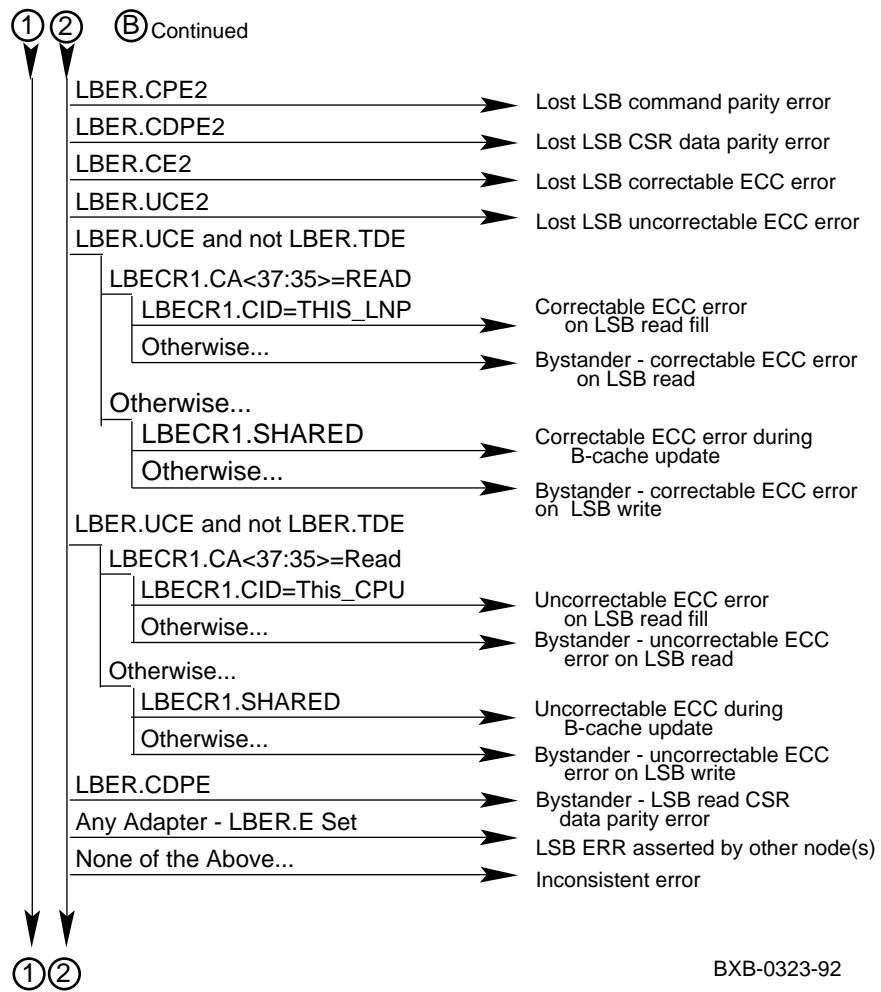 1 2 B Continued
LBER.CPE2
Lost LSB command parity error
LBER.CDPE2
Lost LSB CSR data parity error
LBER.CE2
Lost LSB correctable ECC error
LBER.UCE2
Lost LSB uncorrectable ECC error
LBER.UCE and not LBER.TDE
LBECR1.CA<37:35>=READ
LBECR1.CID=THIS_LNP
Correctable ECC error
on LSB read fill
Otherwise...
Bystander - correctable ECC error
on LSB read
Otherwise...
LBECR1.SHARED
Correctable ECC error during
B-cache update
Otherwise...
Bystander - correctable ECC error
on LSB write
LBER.UCE and not LBER.TDE
LBECR1.CA<37:35>=Read
LBECR1.CID=This_CPU
Uncorrectable ECC error
on LSB read fill
Otherwise...
Bystander - uncorrectable ECC
error on LSB read
Otherwise...
LBECR1.SHARED
Uncorrectable ECC during
B-cache update
Otherwise...
Bystander - uncorrectable ECC
error on LSB write
LBER.CDPE
Bystander - LSB read CSR
data parity error
Any Adapter - LBER.E Set
LSB ERR asserted by other node(s)
None of the Above...
Inconsistent error
1 2
BXB-0323-92